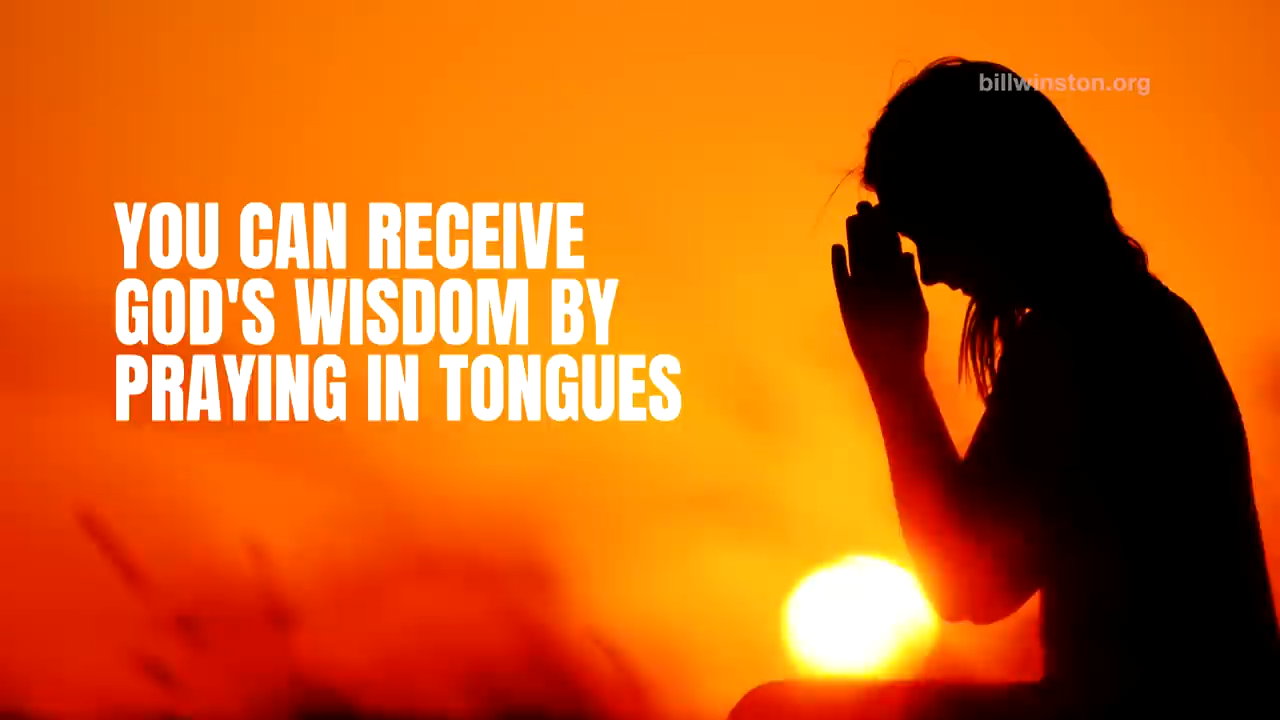 billwinston.org
YOU CAN RECEIVE
GOD'S WISDOM BY
PRAYING IN TONGUES